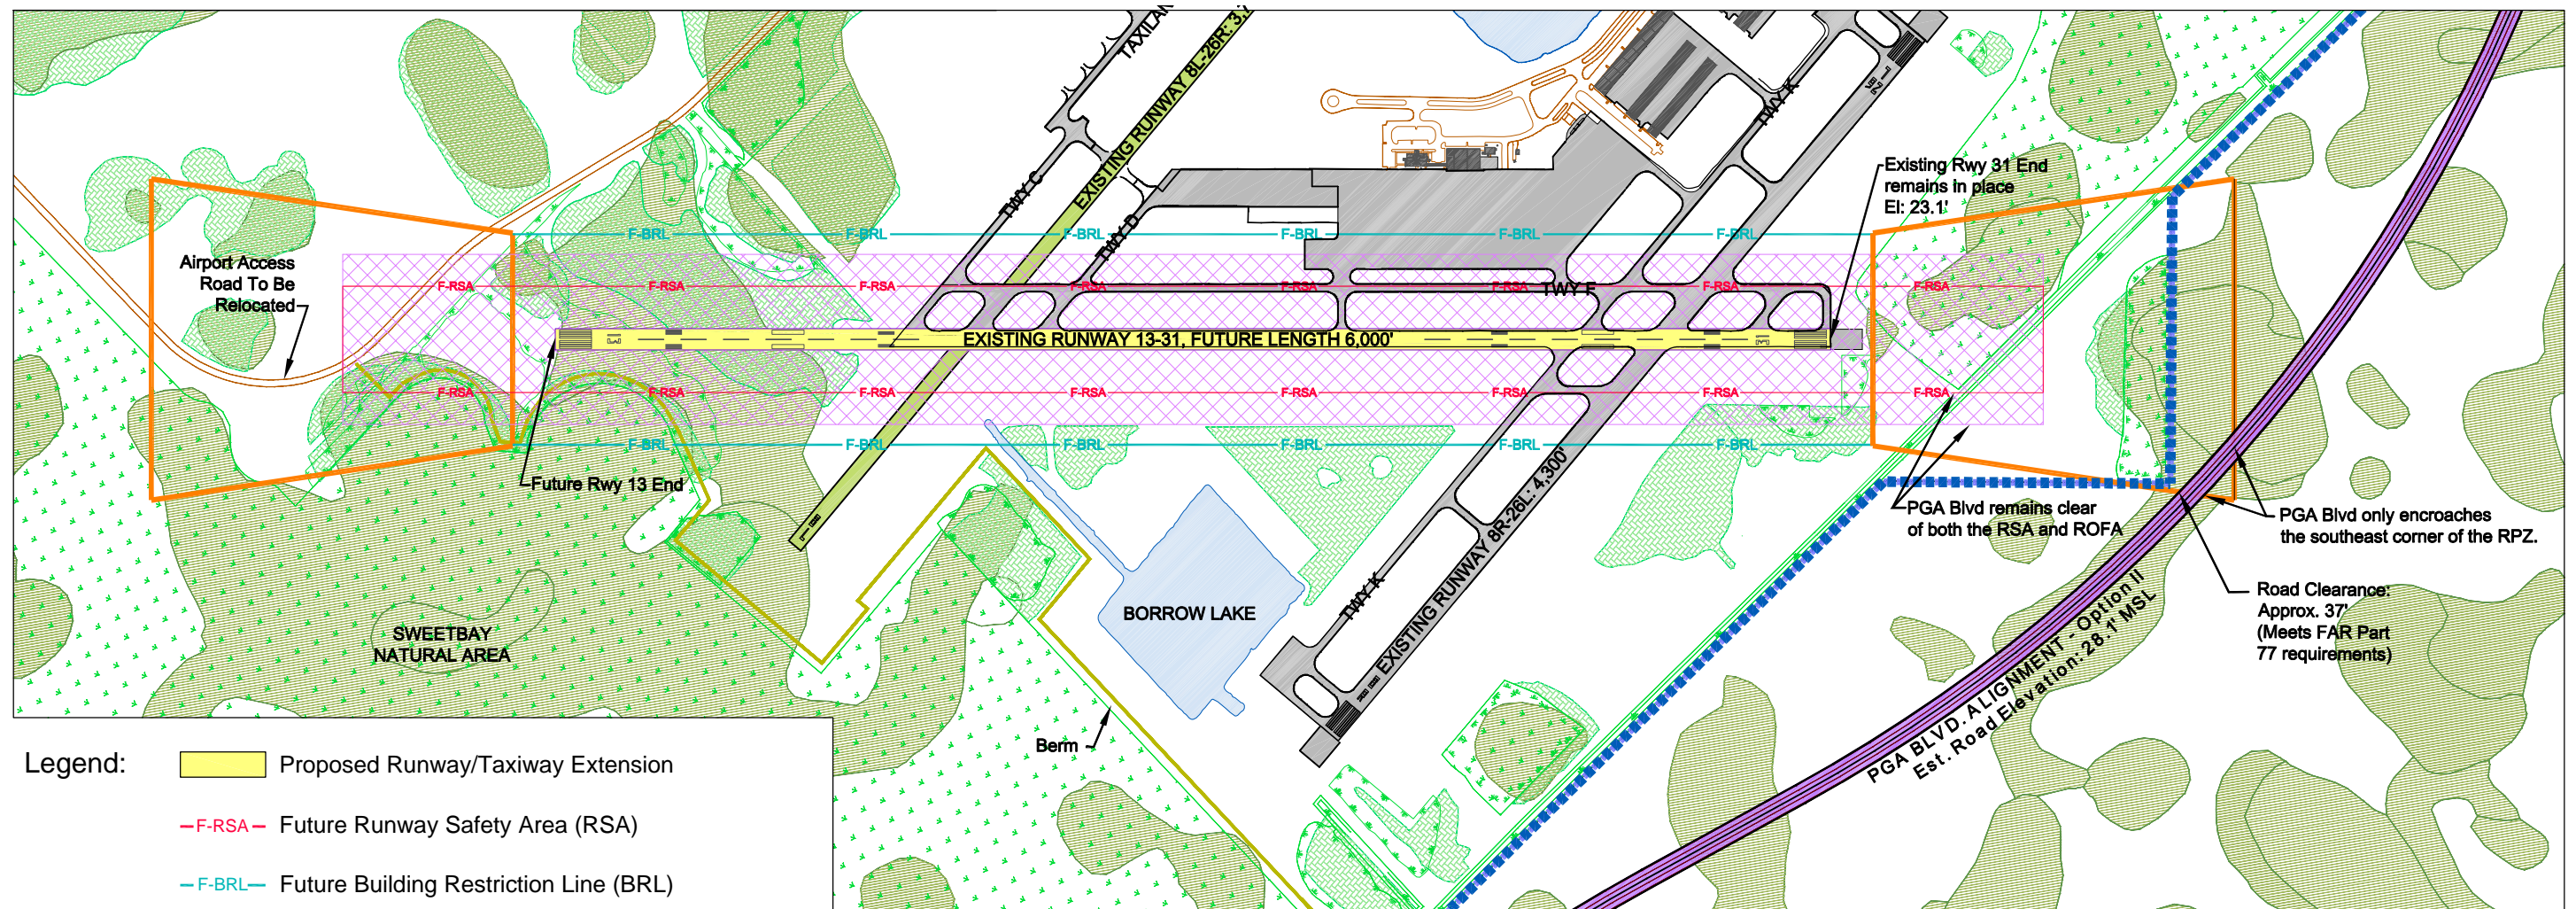 TAXILAN
EXISTING RUNWAY 8L-26R: 3,7
TWY C
TWY D
TWY K
26L
Existing Rwy 31 End
remains in place
El: 23.1'
F-BRL F-BRL F-BRL F-BRL F-BRL F-BRL
Airport Access
Road To Be
Relocated
F-RSA F-RSA F-RSA F-RSA F-RSA F-RSA F-RSA F-RSA
TWY F
13
EXISTING RUNWAY 13-31, FUTURE LENGTH 6,000'
31
F-RSA F-RSA F-RSA F-RSA F-RSA F-RSA F-RSA F-RSA
F-BRL F-BRL F-BRL F-BRL F-BRL F-BRL
Future Rwy 13 End
PGA Blvd remains clear
of both the RSA and ROFA
PGA Blvd only encroaches
the southeast corner of the RPZ.
Road Clearance:
Approx. 37'
(Meets FAR Part
77 requirements)
TWY K
EXISTING RUNWAY 8R-26L: 4,300'
BORROW LAKE
SWEETBAY
NATURAL AREA
Berm
PGA BLVD. ALIGNMENT - Option II
Est. Road Elevation: 28.1' MSL
Legend:
Proposed Runway/Taxiway Extension
F-RSA Future Runway Safety Area (RSA)
F-BRL Future Building Restriction Line (BRL)